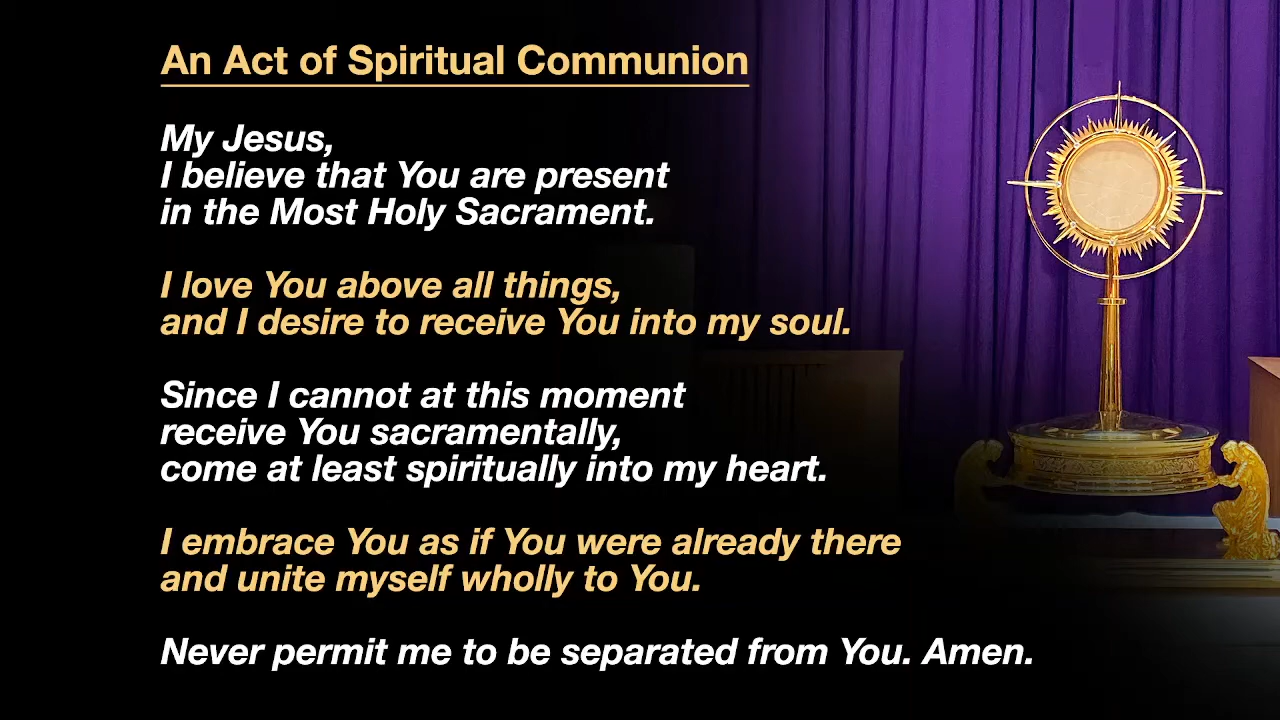 An Act of Spiritual Communion
My Jesus,
I believe that You are present
in the Most Holy Sacrament.
I love You above all things,
and I desire to receive You into my soul.
Since I cannot at this moment
receive You sacramentally,
come at least spiritually into my heart.
I embrace You as if You were already there
and unite myself wholly to You.
Never permit me to be separated from You. Amen.